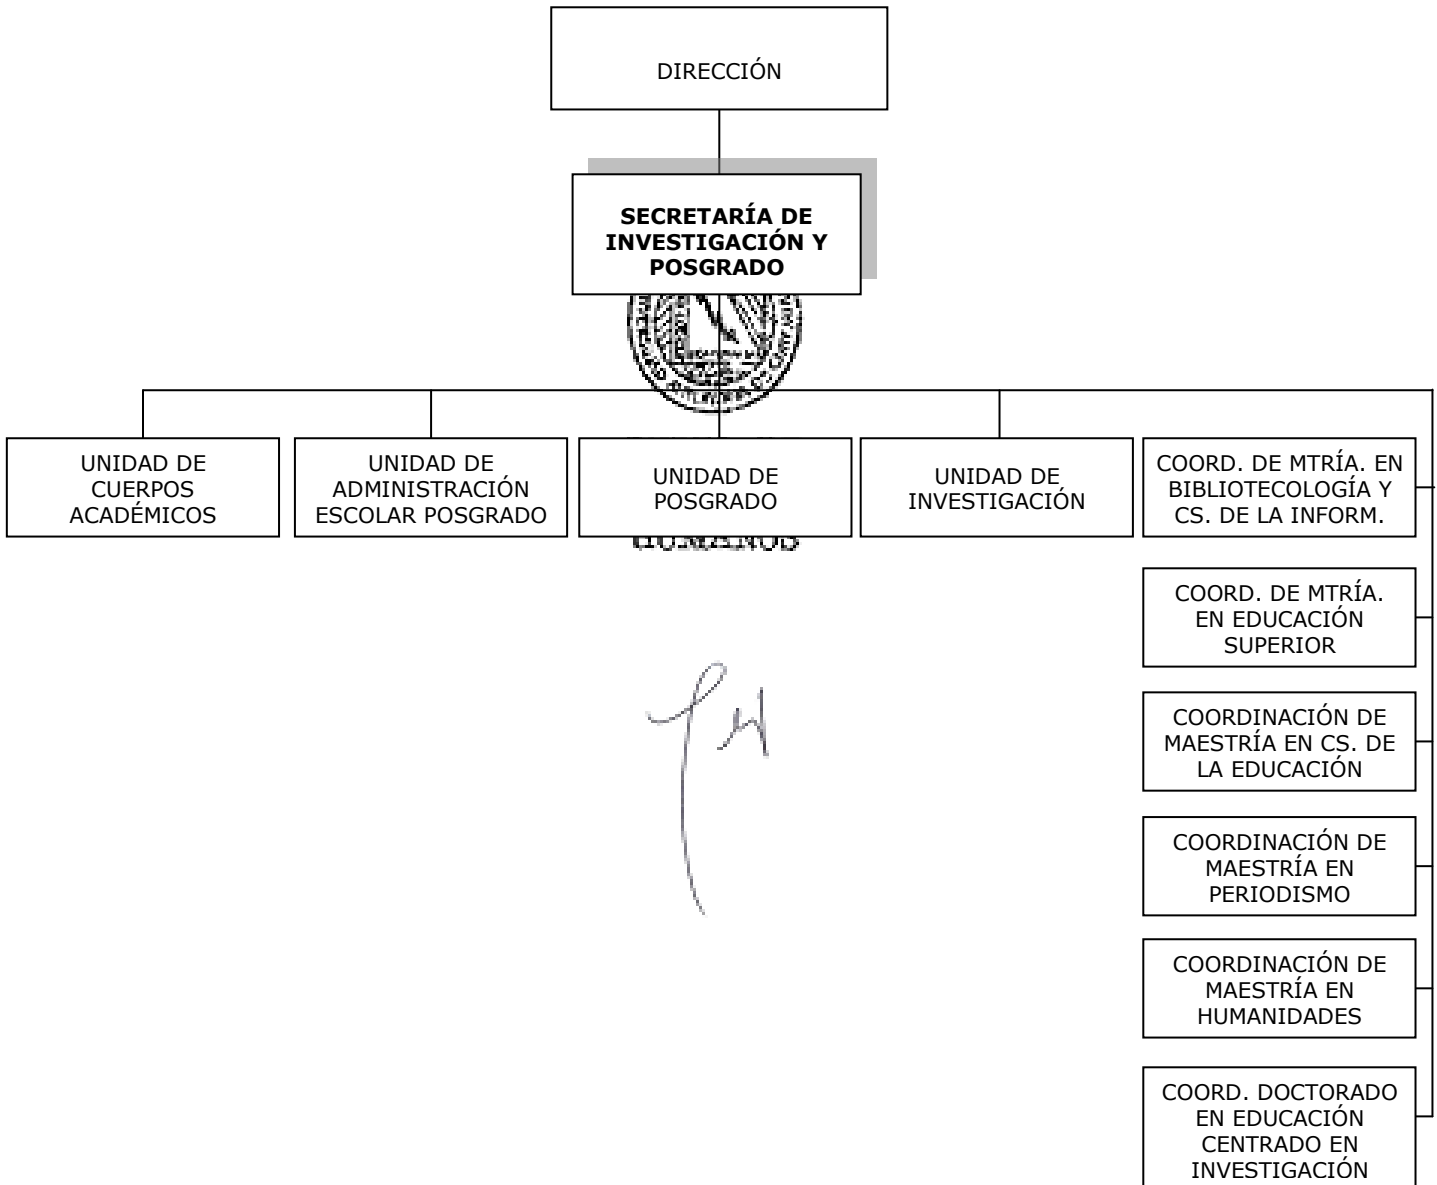 DIRECCIÓN
SECRETARÍA DE
INVESTIGACIÓN Y
POSGRADO
UNIDAD DE
CUERPOS
ACADÉMICOS
UNIDAD DE
ADMINISTRACIÓN
ESCOLAR POSGRADO
UNIDAD DE
POSGRADO
UNIDAD DE
INVESTIGACIÓN
COORD. DE MTRÍA. EN
BIBLIOTECOLOGÍA Y
CS. DE LA INFORM.
HUMANOS
COORD. DE MTRÍA.
EN EDUCACIÓN
SUPERIOR
COORDINACIÓN DE
MAESTRÍA EN CS. DE
LA EDUCACIÓN
COORDINACIÓN DE
MAESTRÍA EN
PERIODISMO
COORDINACIÓN DE
MAESTRÍA EN
HUMANIDADES
COORD. DOCTORADO
EN EDUCACIÓN
CENTRADO EN
INVESTIGACIÓN